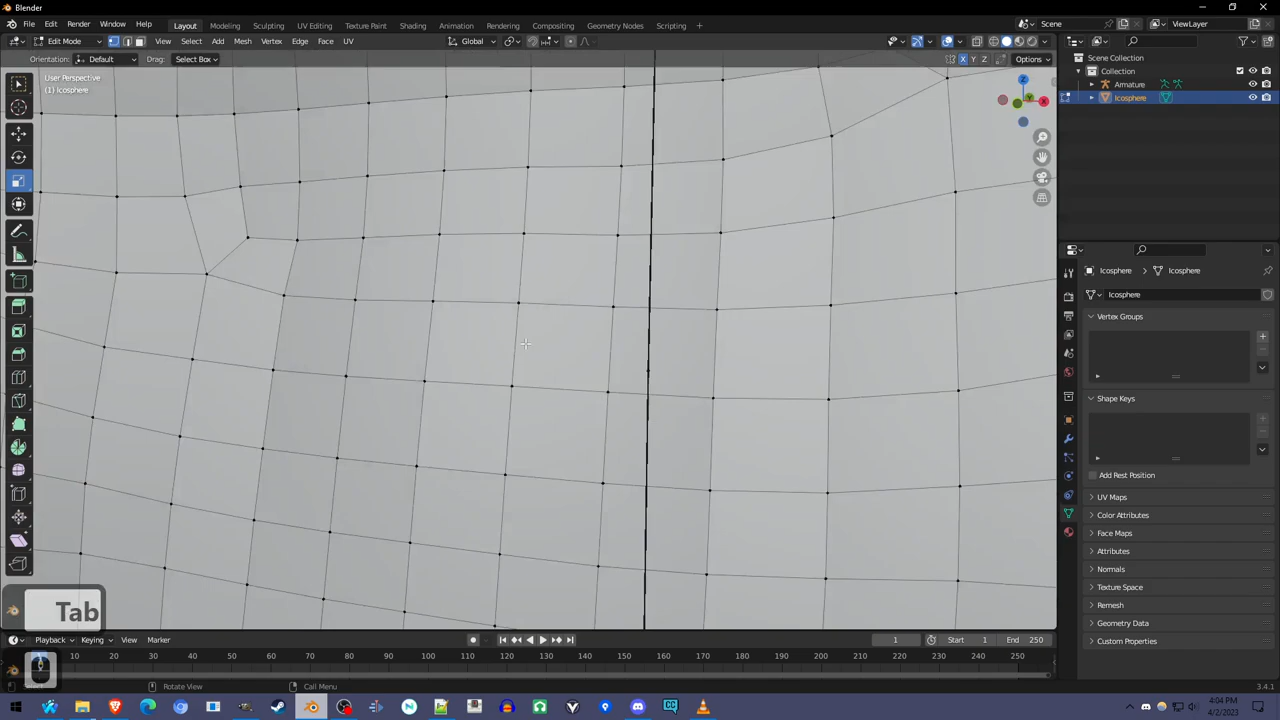 Blender
File Edit Render Window Help Layout Modeling Sculpting UV Editing Texture Paint Shading Animation Rendering Compositing Geometry Nodes Scripting Scene ViewLayer
Edit Mode View Select Add Mesh Vertex Edge Face UV Global
Orientation: Default Drag: Select Box X Y Z Options
User Perspective
(1) Icosphere
Z
Y
X
Scene Collection
Collection
Armature
Icosphere
Icosphere Icosphere
Icosphere
Vertex Groups
Shape Keys
Add Rest Position
UV Maps
Color Attributes
Face Maps
Attributes
Normals
Texture Space
Remesh
Geometry Data
Custom Properties
Tab
Playback Keying View Marker 1 Start 1 End 250
10 20 30 40 50 60 70 80 90 100 110 120 130 140 150 160 170 180 190 200 210 220 230 240 250
Rotate View Call Menu 3.4.1
4:04 PM
4/2/2023